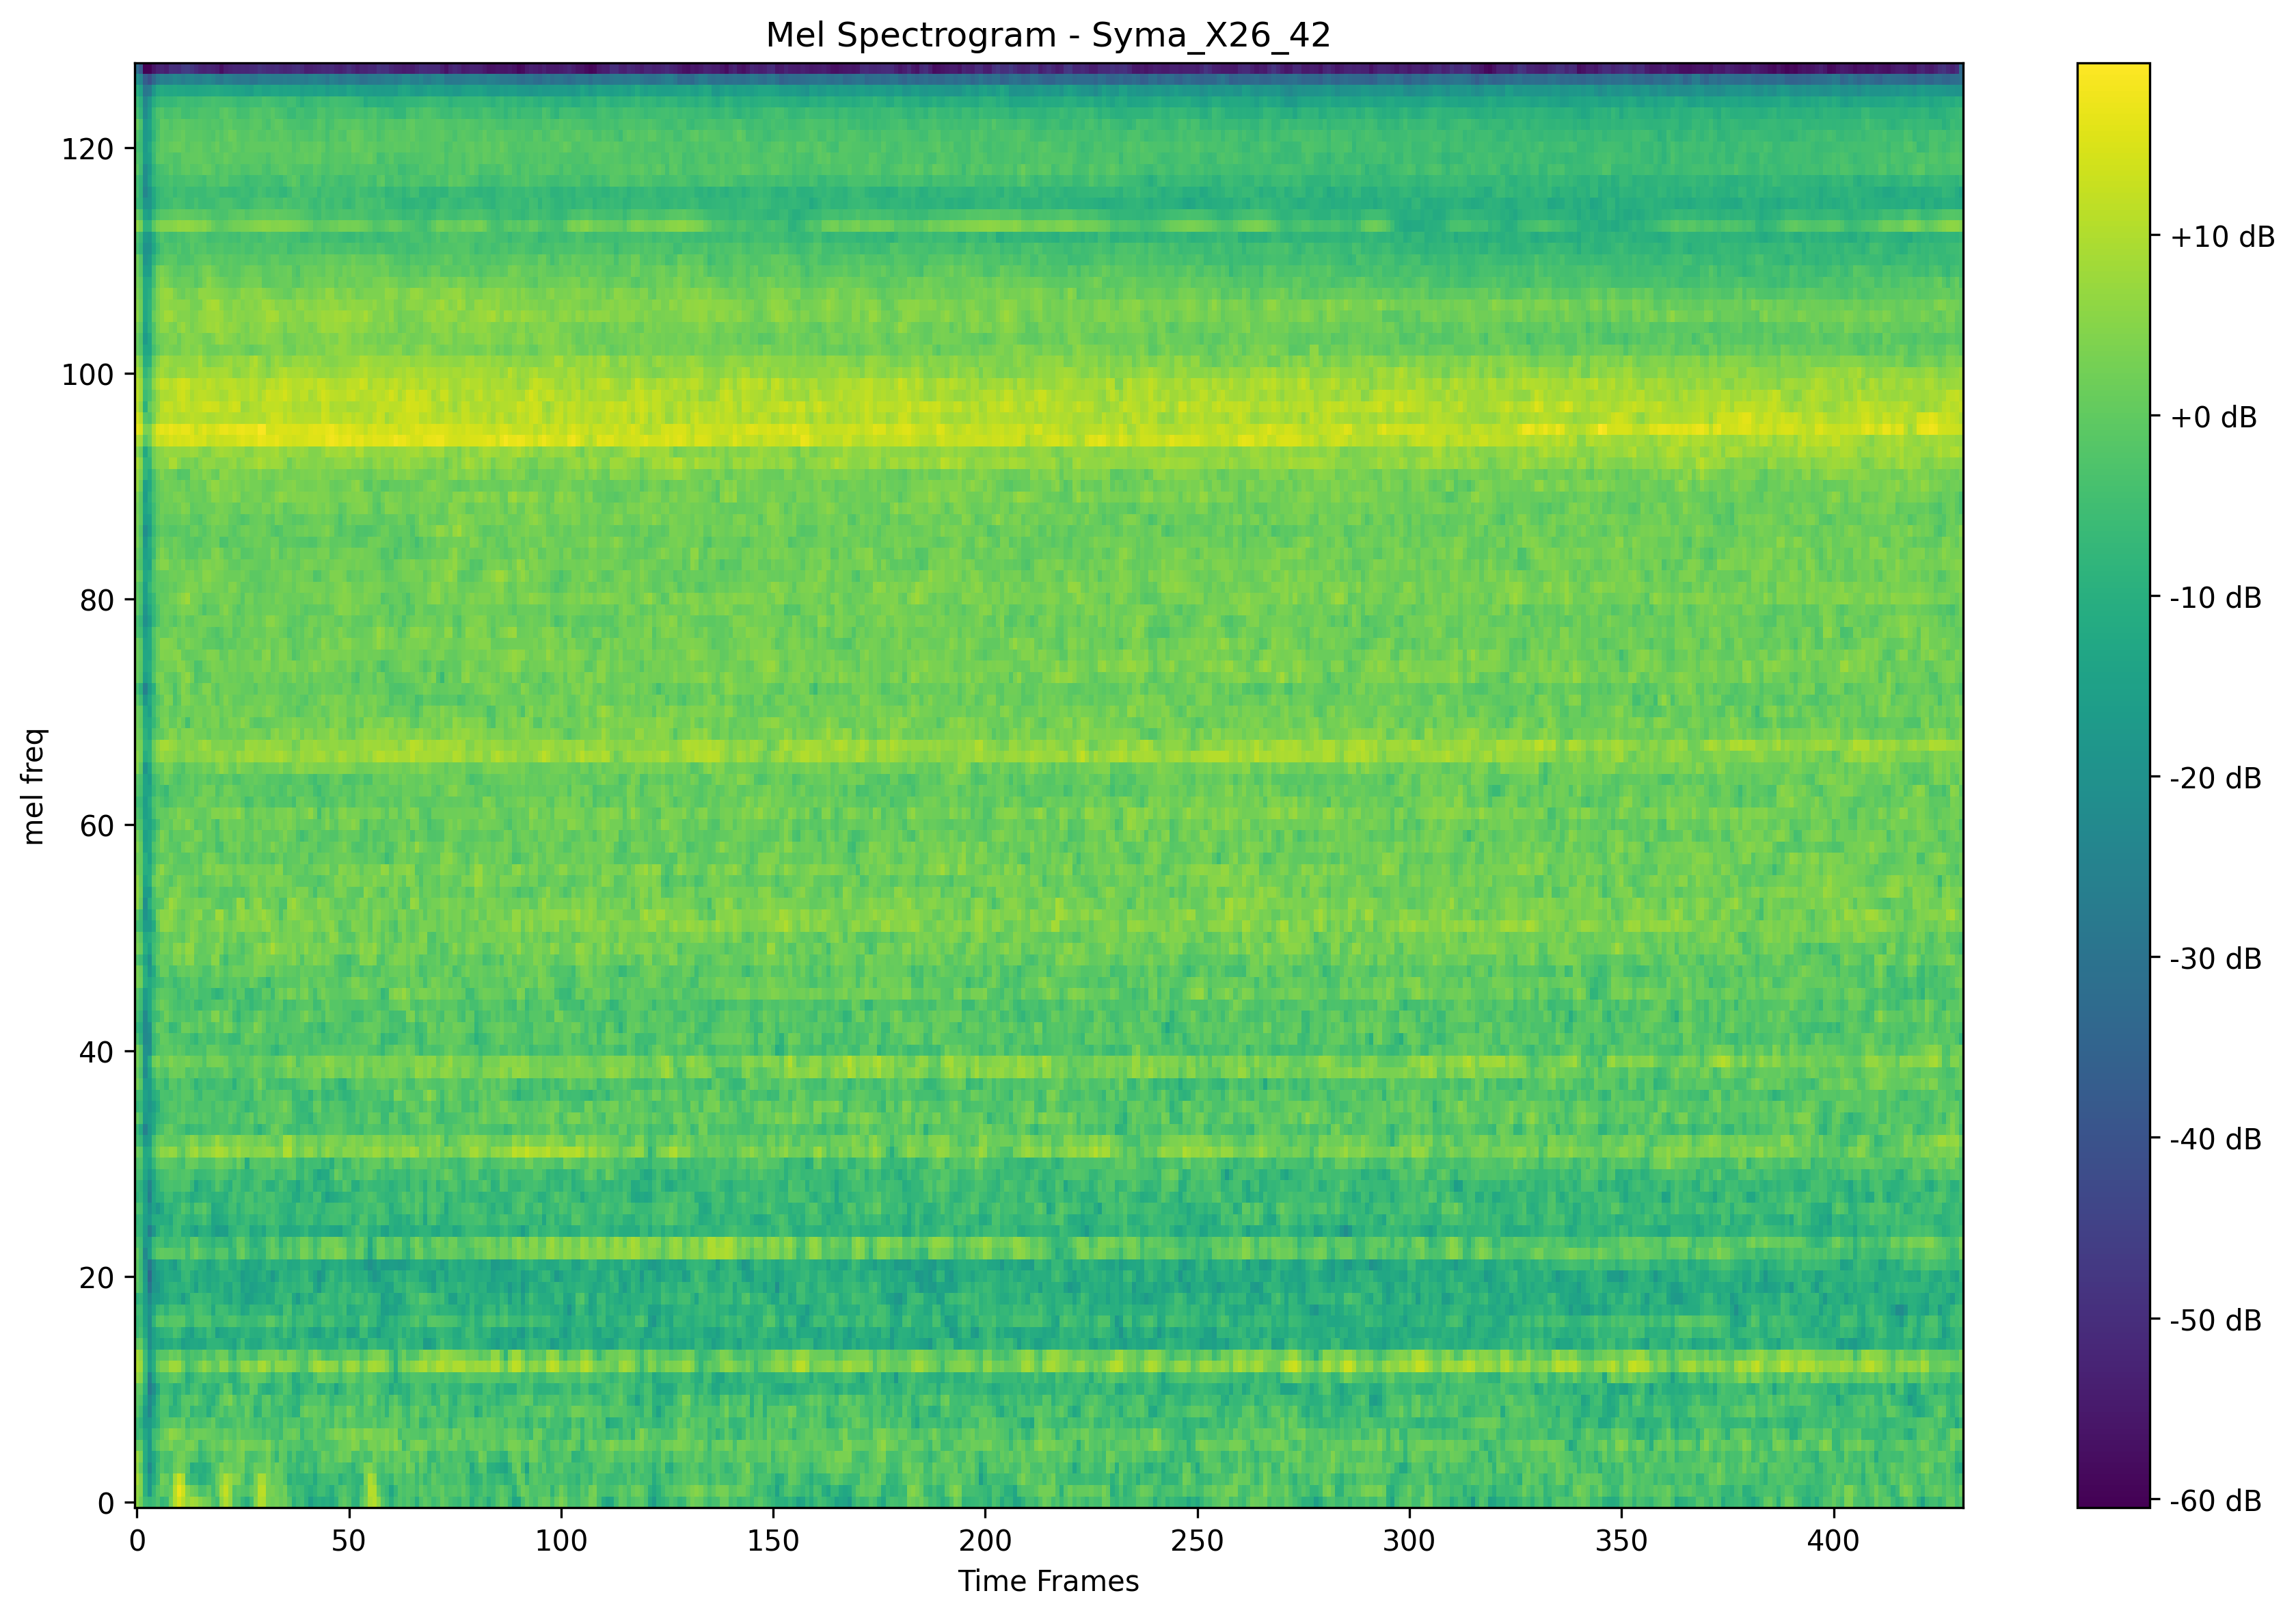 Mel Spectrogram - Syma_X26_42
mel freq
120
100
80
60
40
20
0
0 50 100 150 200 250 300 350 400
Time Frames
+10 dB
+0 dB
-10 dB
-20 dB
-30 dB
-40 dB
-50 dB
-60 dB